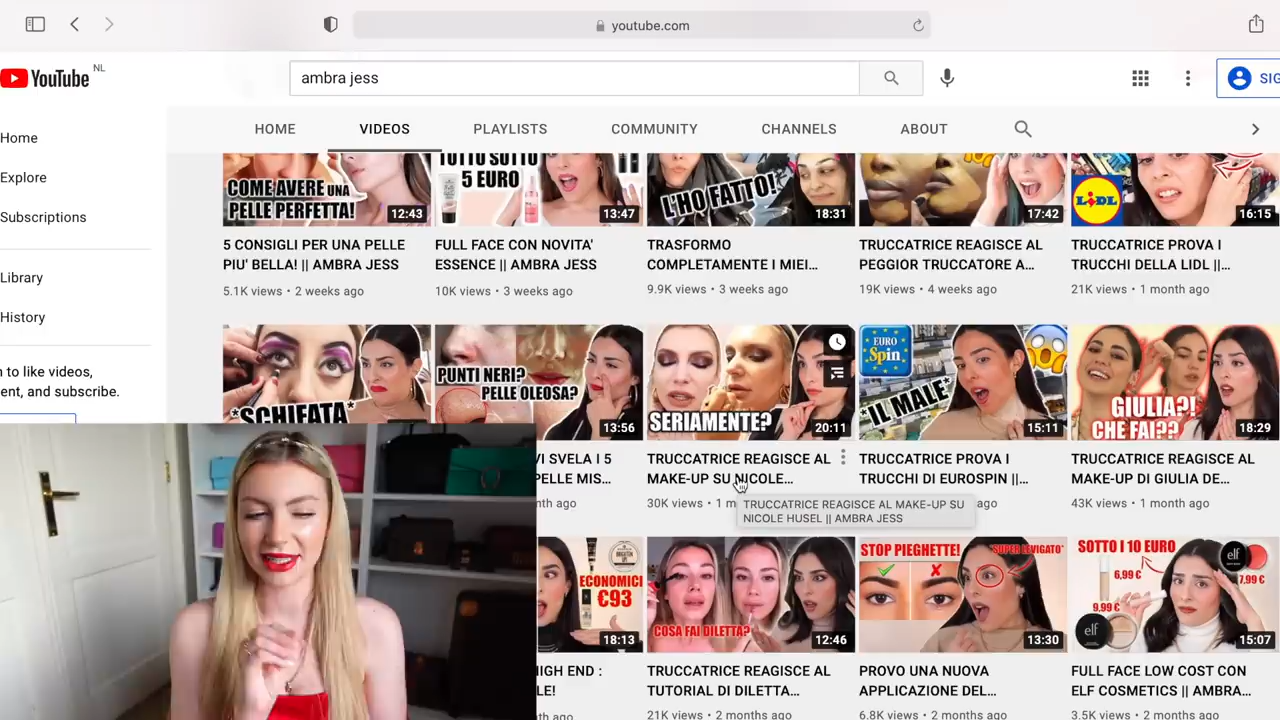 youtube.com
YouTube NL
ambra jess
SIG
HOME
VIDEOS
PLAYLISTS
COMMUNITY
CHANNELS
ABOUT
Home
Explore
Subscriptions
Library
History
n to like videos,
ent, and subscribe.
COME AVERE UNA
PELLE PERFETTA!
12:43
TUTTO SOTTO
5 EURO
13:47
L'HO FATTO!
18:31
17:42
LIDL
16:15
5 CONSIGLI PER UNA PELLE
PIU' BELLA! || AMBRA JESS
5.1K views • 2 weeks ago
FULL FACE CON NOVITA'
ESSENCE || AMBRA JESS
10K views • 3 weeks ago
TRASFORMO
COMPLETAMENTE I MIEI...
9.9K views • 3 weeks ago
TRUCCATRICE REAGISCE AL
PEGGIOR TRUCCATORE A...
19K views • 4 weeks ago
TRUCCATRICE PROVA I
TRUCCHI DELLA LIDL ||...
21K views • 1 month ago
*SCHIFATA*
PUNTI NERI?
PELLE OLEOSA?
13:56
SERIAMENTE?
20:11
EURO
Spin
*IL MALE*
15:11
GIULIA?!
CHE FAI??
18:29
VI SVELA I 5
PELLE MIS...
nth ago
TRUCCATRICE REAGISCE AL
MAKE-UP SU NICOLE...
30K views • 1 m
TRUCCATRICE REAGISCE AL MAKE-UP SU
NICOLE HUSEL || AMBRA JESS
TRUCCATRICE PROVA I
TRUCCHI DI EUROSPIN ||...
ago
TRUCCATRICE REAGISCE AL
MAKE-UP DI GIULIA DE...
43K views • 1 month ago
ECONOMICI
€93
18:13
COSA FAI DILETTA?
12:46
STOP PIEGHETTE!
*SUPER LEVIGATO*
13:30
SOTTO I 10 EURO
6,99 €
9,99 €
7,99 €
elf
elf
15:07
HIGH END :
LE!
ths ago
TRUCCATRICE REAGISCE AL
TUTORIAL DI DILETTA...
21K views • 2 months ago
PROVO UNA NUOVA
APPLICAZIONE DEL...
6.8K views • 2 months ago
FULL FACE LOW COST CON
ELF COSMETICS || AMBRA...
3.5K views • 2 months ago